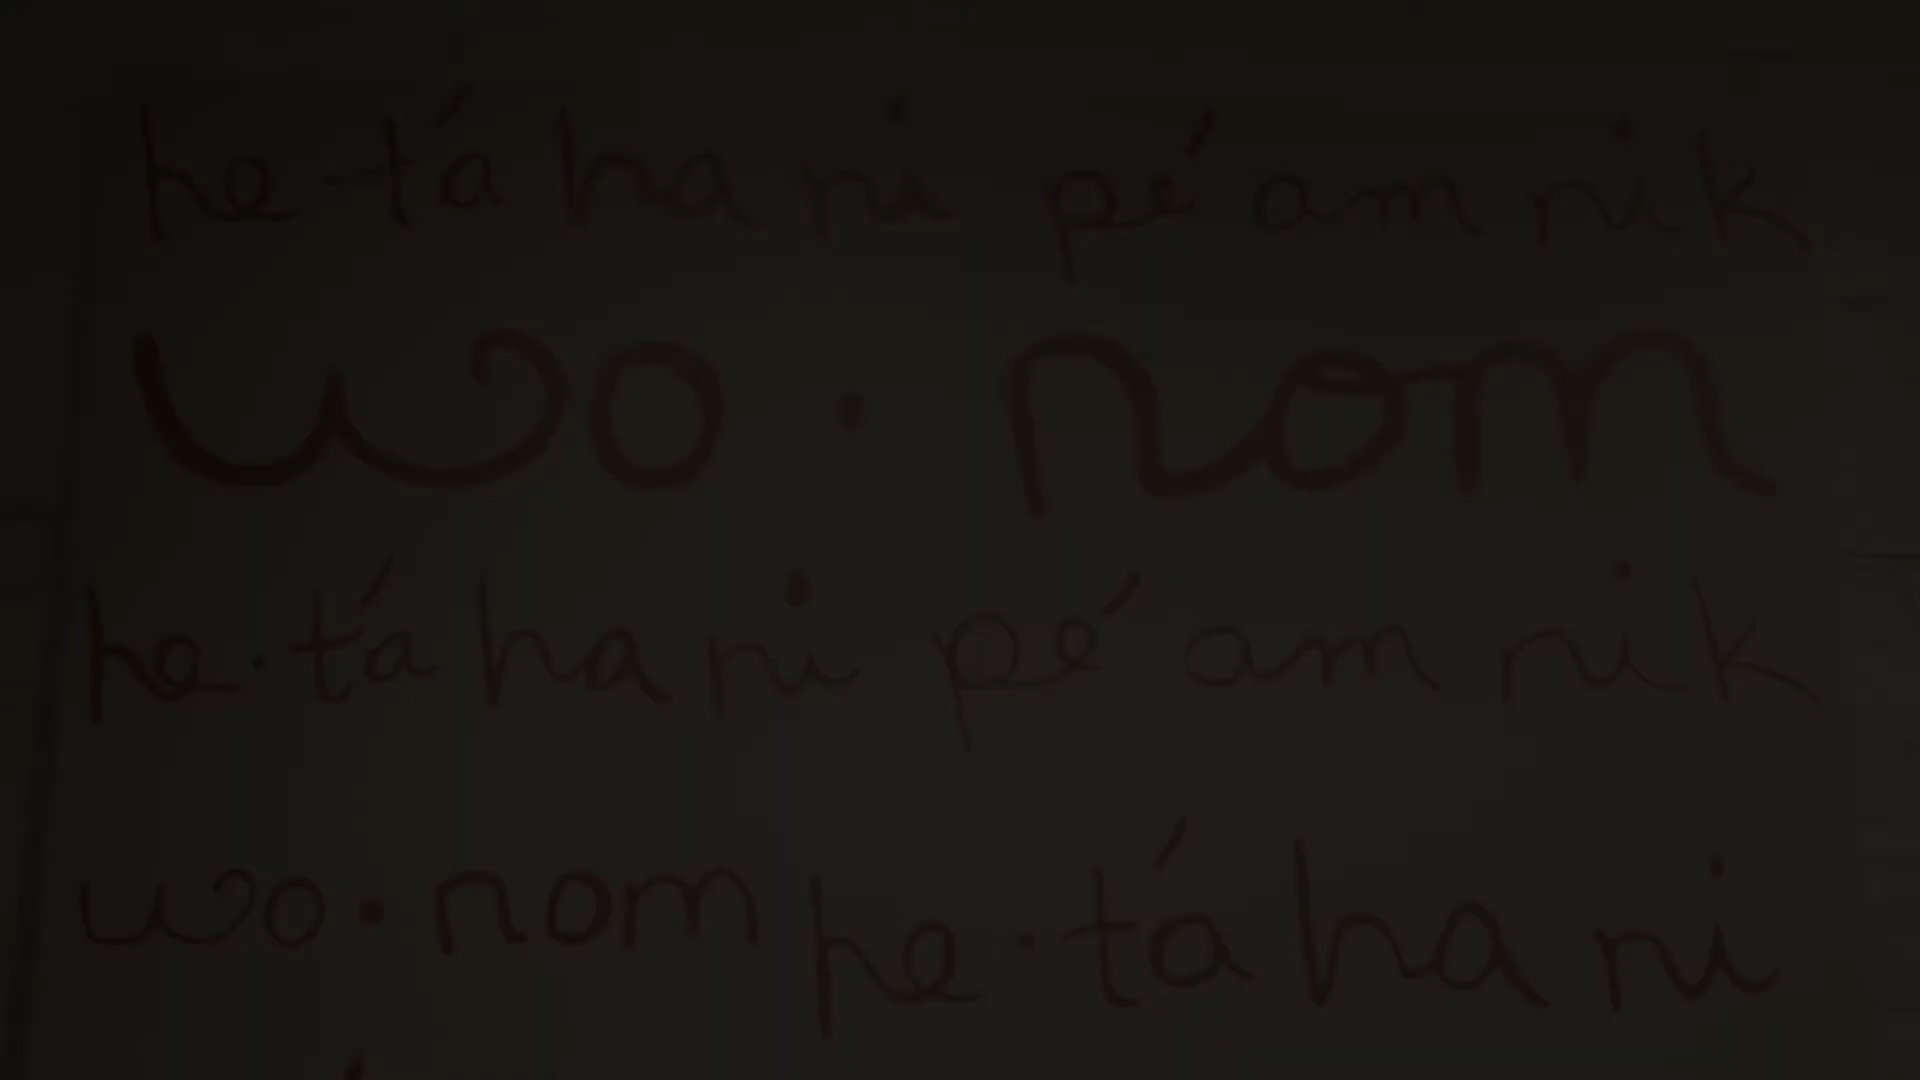 he·tá ha ni pé am nik
wo·nom
he·tá ha ni pé am nik
wo·nom he·tá ha ni